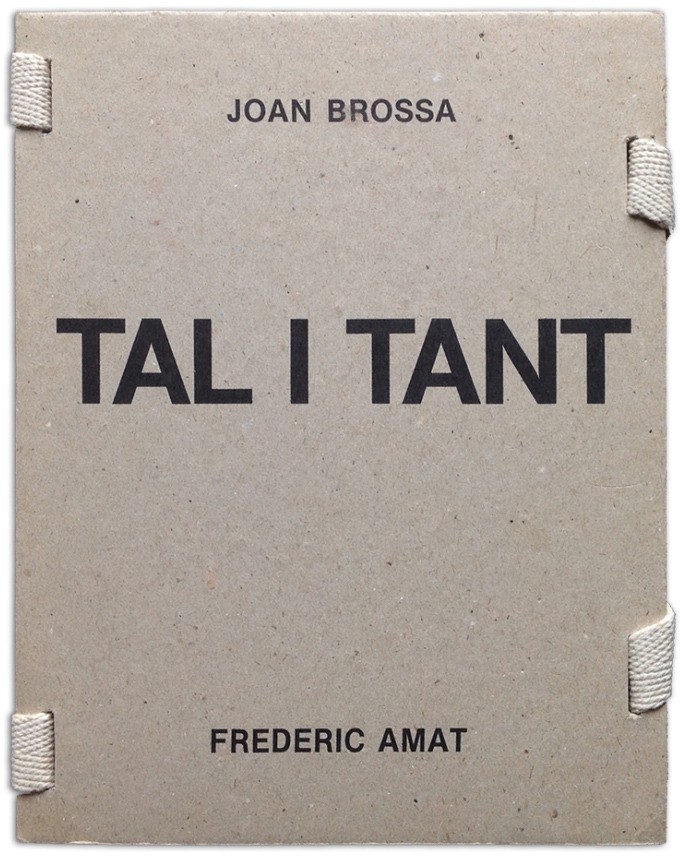 JOAN BROSSA
TAL I TANT
FREDERIC AMAT